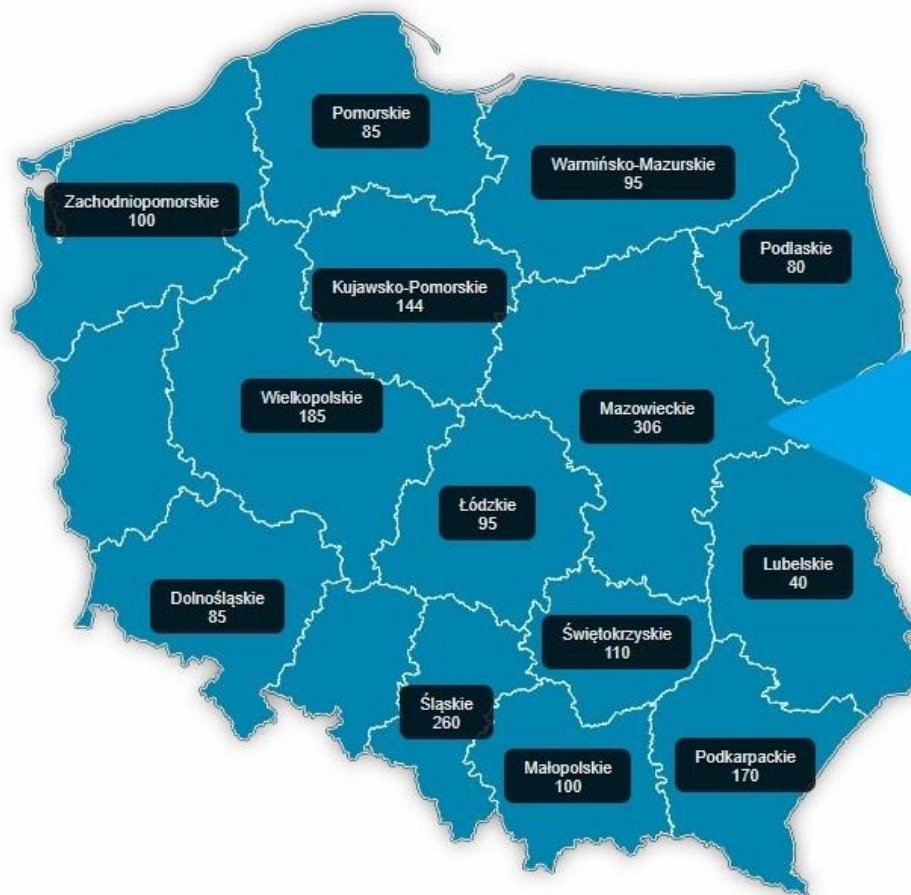 Pomorskie
85
Warmińsko-Mazurskie
95
Zachodniopomorskie
100
Podlaskie
80
Kujawsko-Pomorskie
144
Wielkopolskie
185
Mazowieckie
306
Łódzkie
95
Lubelskie
40
Dolnośląskie
85
Świętokrzyskie
110
Śląskie
260
Małopolskie
100
Podkarpackie
170